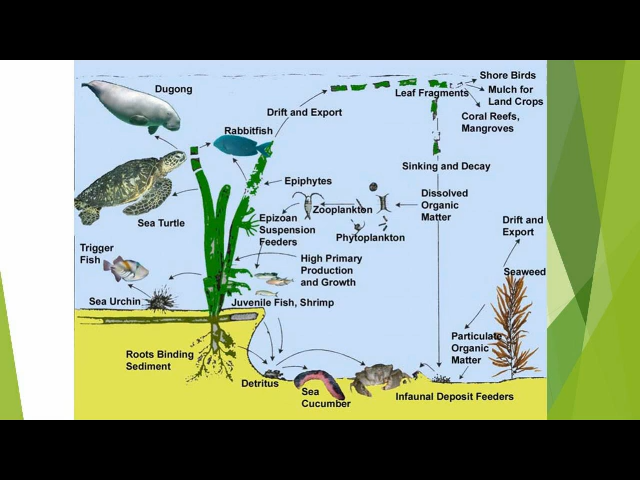 Shore Birds
Dugong
Mulch for
Land Crops
Leaf Fragments
Drift and Export
Coral Reefs,
Mangroves
Rabbitfish
Sinking and Decay
Epiphytes
Dissolved
Organic
Matter
Zooplankton
Sea Turtle
Epizoan
Suspension
Feeders
Phytoplankton
Drift and
Export
Trigger
Fish
High Primary
Production
and Growth
Seaweed
Sea Urchin
Juvenile Fish, Shrimp
Particulate
Organic
Matter
Roots Binding
Sediment
Detritus
Sea
Cucumber
Infaunal Deposit Feeders